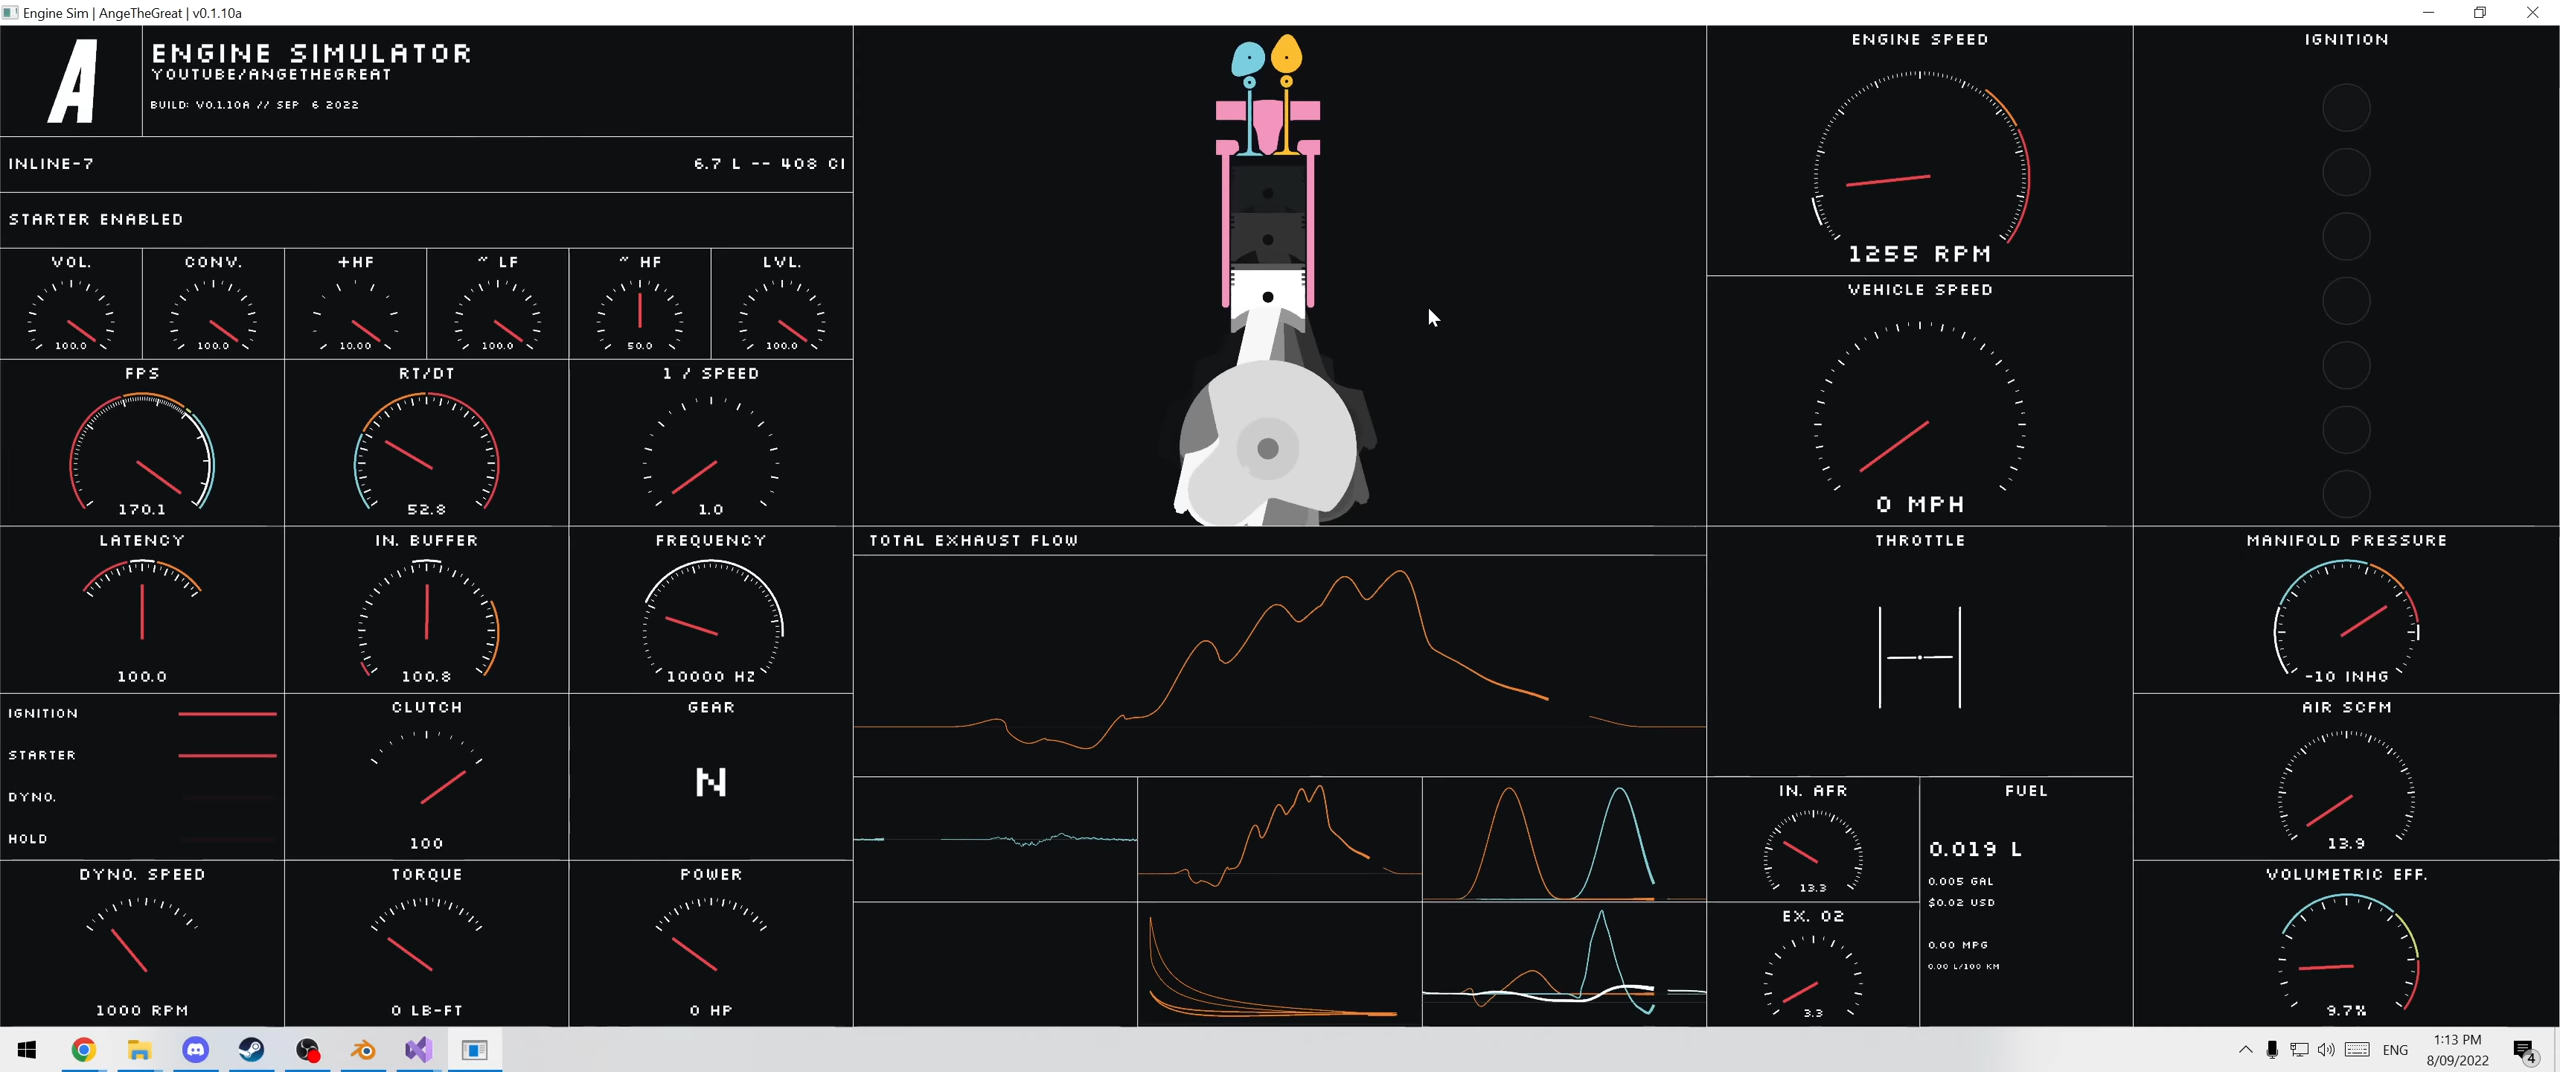 Engine Sim | AngeTheGreat | v0.1.10a
A
ENGINE SIMULATOR
YOUTUBE/ANGETHEGREAT
BUILD: V0.1.10A // SEP 6 2022
INLINE-7
6.7 L -- 408 CI
STARTER ENABLED
VOL.
100.0
CONV.
100.0
+HF
10.00
~ LF
100.0
~ HF
50.0
LVL.
100.0
FPS
170.1
RT/DT
52.8
1 / SPEED
1.0
LATENCY
100.0
IN. BUFFER
100.8
FREQUENCY
10000 HZ
IGNITION
STARTER
DYNO.
HOLD
CLUTCH
100
GEAR
N
DYNO. SPEED
1000 RPM
TORQUE
0 LB-FT
POWER
0 HP
TOTAL EXHAUST FLOW
ENGINE SPEED
1255 RPM
VEHICLE SPEED
0 MPH
THROTTLE
IN. AFR
13.3
EX. O2
3.3
FUEL
0.019 L
0.005 GAL
$0.02 USD
0.00 MPG
0.00 L/100 KM
IGNITION
MANIFOLD PRESSURE
-10 INHG
AIR SCFM
13.9
VOLUMETRIC EFF.
9.7%
ENG
1:13 PM
8/09/2022
4